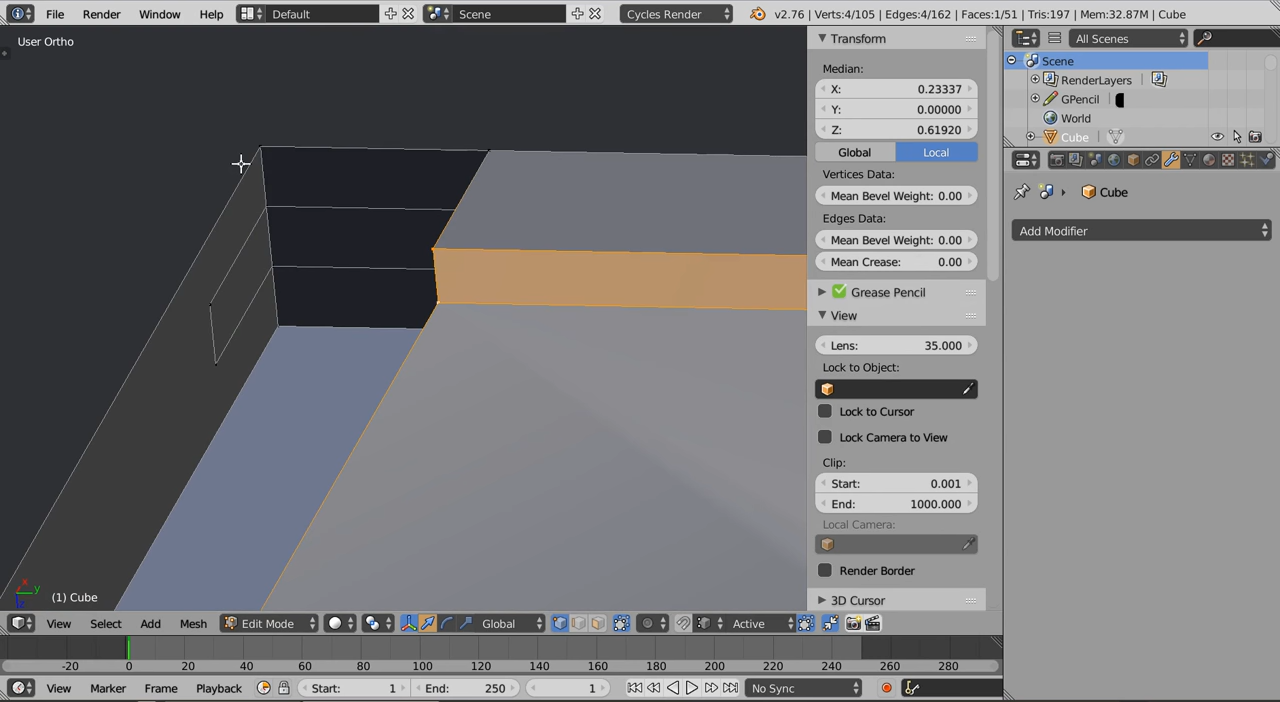 File Render Window Help Default Scene Cycles Render v2.76 | Verts:4/105 | Edges:4/162 | Faces:1/51 | Tris:197 | Mem:32.87M | Cube
User Ortho
Transform
Median:
X: 0.23337
Y: 0.00000
Z: 0.61920
Global Local
Vertices Data:
Mean Bevel Weight: 0.00
Edges Data:
Mean Bevel Weight: 0.00
Mean Crease: 0.00
Grease Pencil
View
Lens: 35.000
Lock to Object:
Lock to Cursor
Lock Camera to View
Clip:
Start: 0.001
End: 1000.000
Local Camera:
Render Border
3D Cursor
All Scenes
Scene
RenderLayers
GPencil
World
Cube
Cube
Add Modifier
x y z
(1) Cube
View Select Add Mesh Edit Mode Global Active
-20 0 20 40 60 80 100 120 140 160 180 200 220 240 260 280
View Marker Frame Playback Start: 1 End: 250 1 No Sync